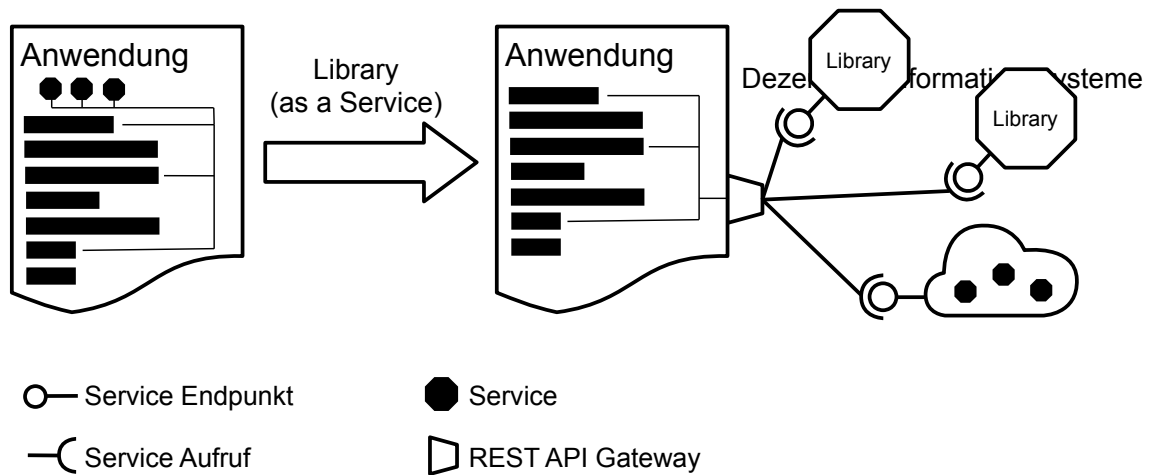 Anwendung
Library
(as a Service)
Anwendung
Library
Library
Service Endpunkt
Service
Service Aufruf
REST API Gateway